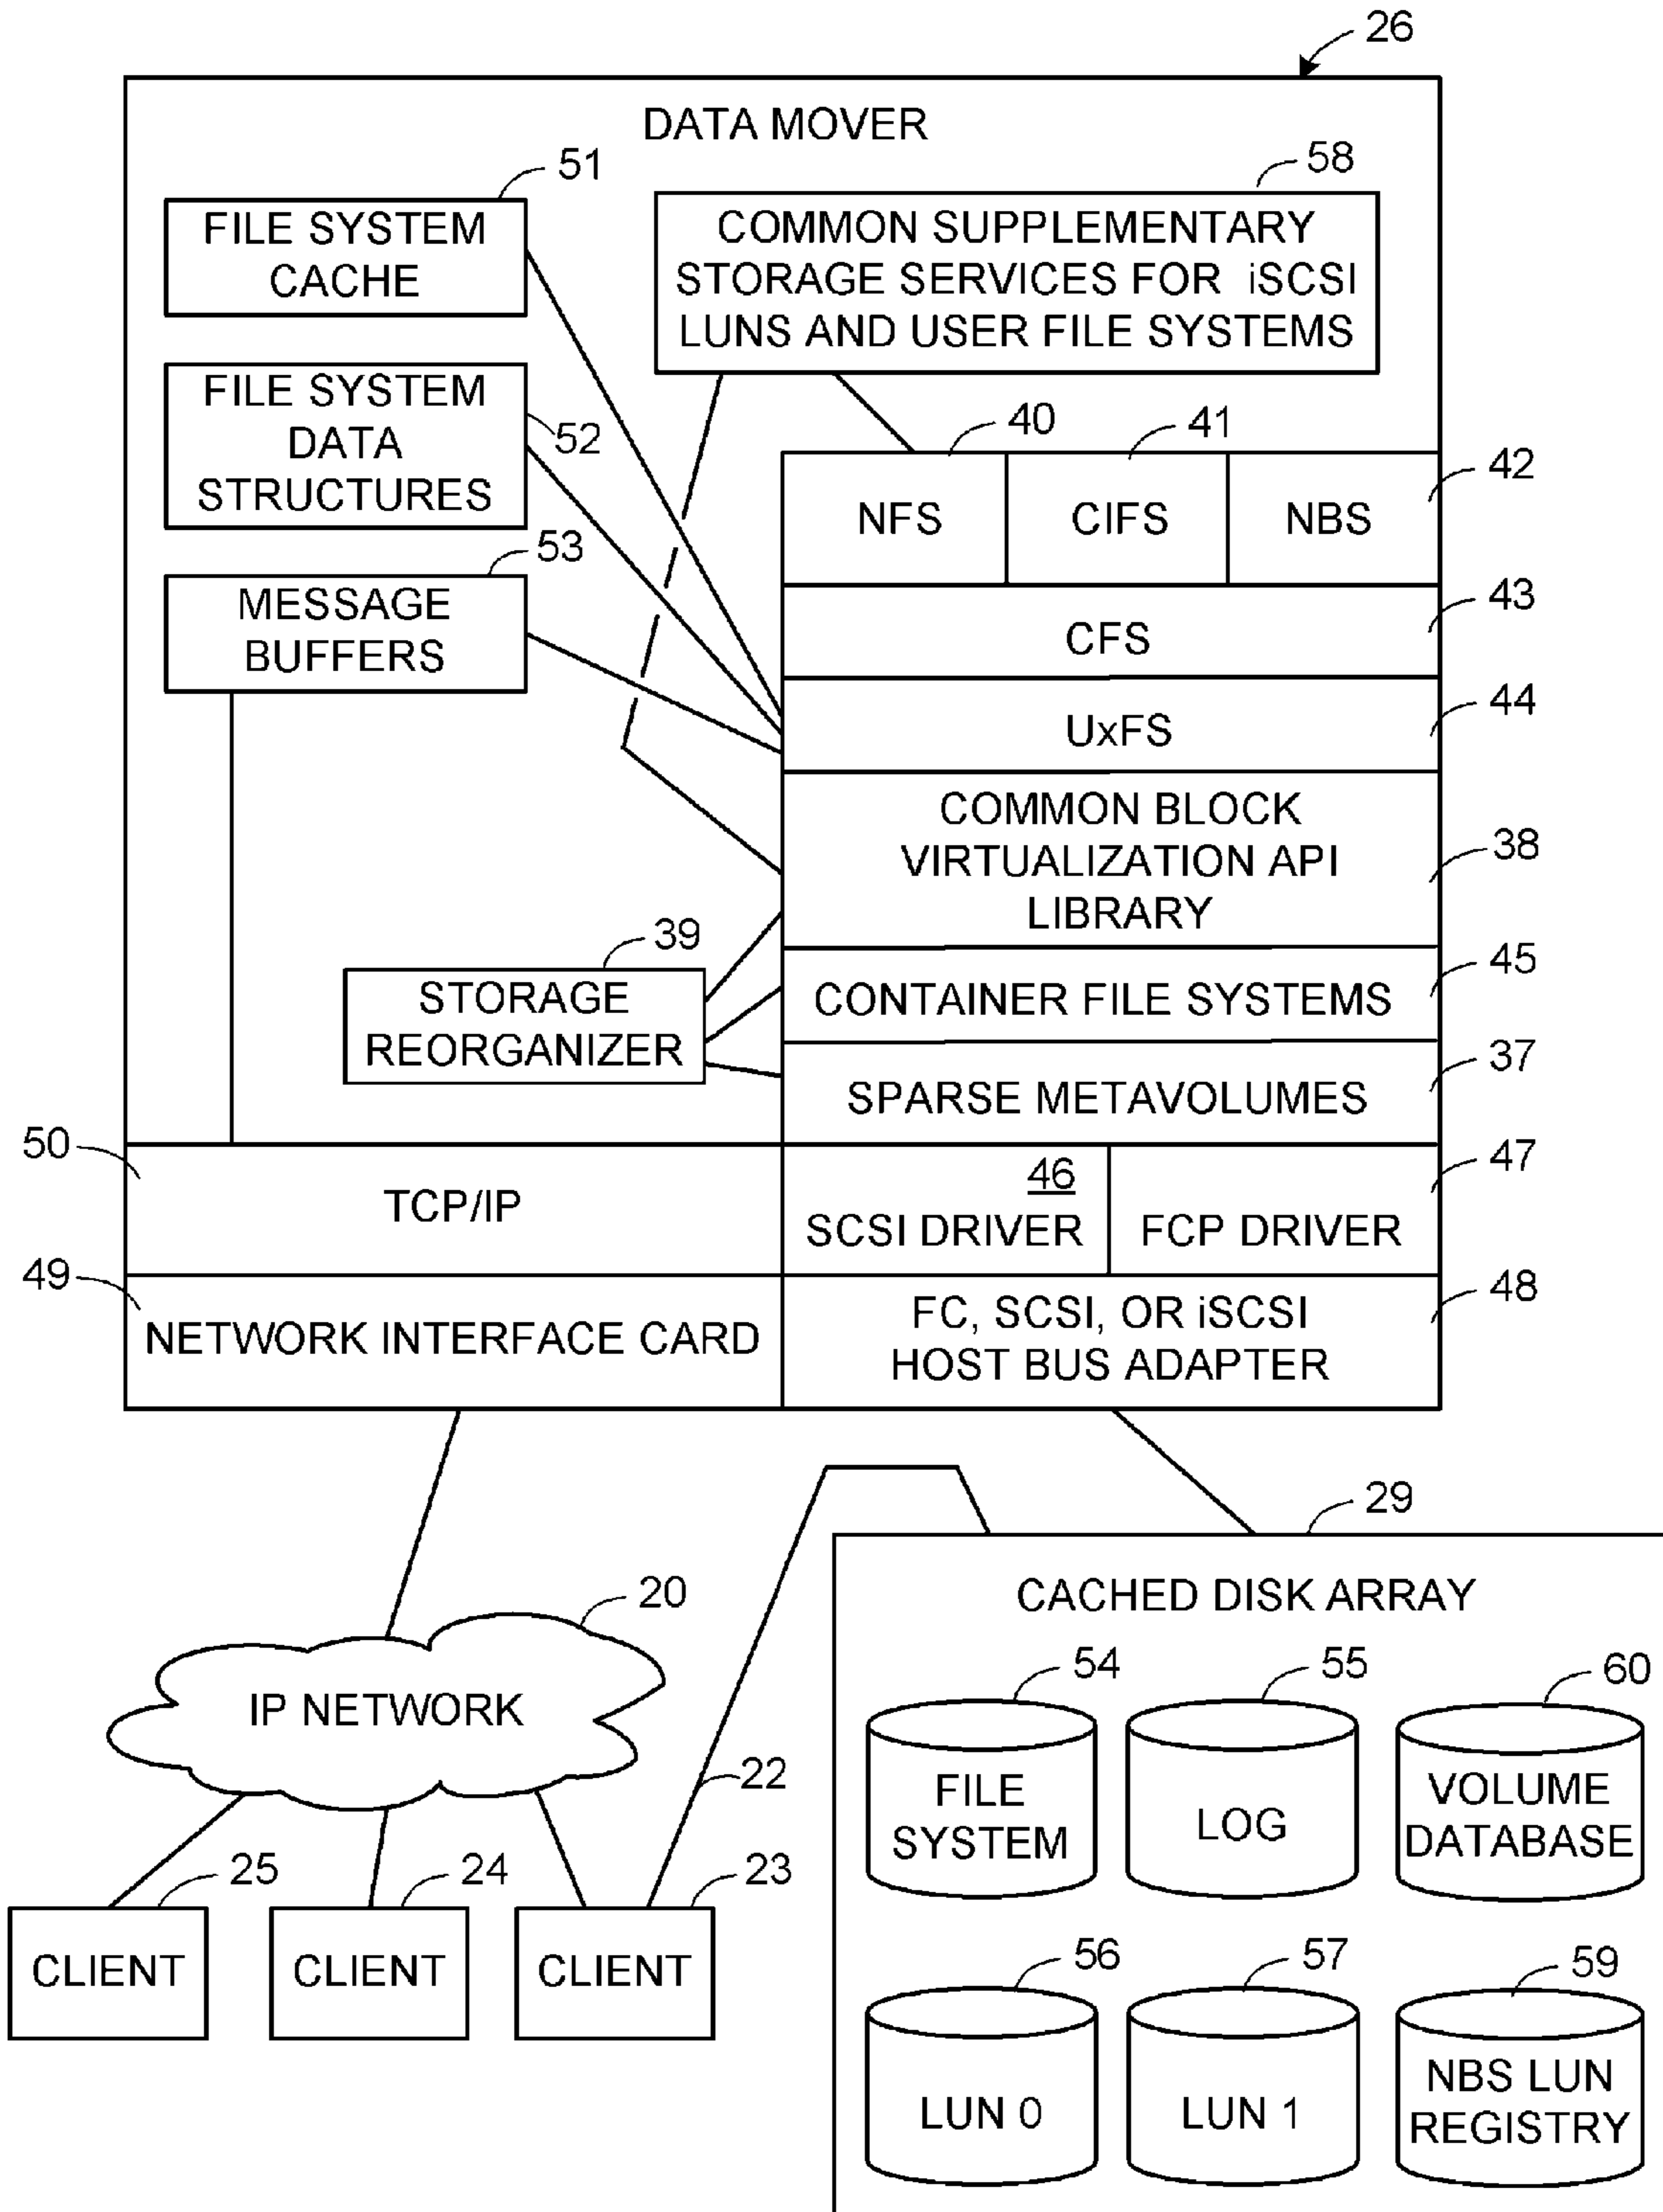 26
DATA MOVER
51
58
FILE SYSTEM
CACHE
COMMON SUPPLEMENTARY
STORAGE SERVICES FOR iSCSI
LUNS AND USER FILE SYSTEMS
FILE SYSTEM
DATA
STRUCTURES
52
40
41
42
NFS
CIFS
NBS
53
MESSAGE
BUFFERS
43
CFS
44
UxFS
COMMON BLOCK
VIRTUALIZATION API
LIBRARY
38
39
STORAGE
REORGANIZER
45
CONTAINER FILE SYSTEMS
37
SPARSE METAVOLUMES
50
TCP/IP
46
SCSI DRIVER
47
FCP DRIVER
49
NETWORK INTERFACE CARD
FC, SCSI, OR iSCSI
HOST BUS ADAPTER
48
29
20
IP NETWORK
22
CACHED DISK ARRAY
54
55
60
FILE
SYSTEM
LOG
VOLUME
DATABASE
25
24
23
CLIENT
CLIENT
CLIENT
56
57
59
LUN 0
LUN 1
NBS LUN
REGISTRY